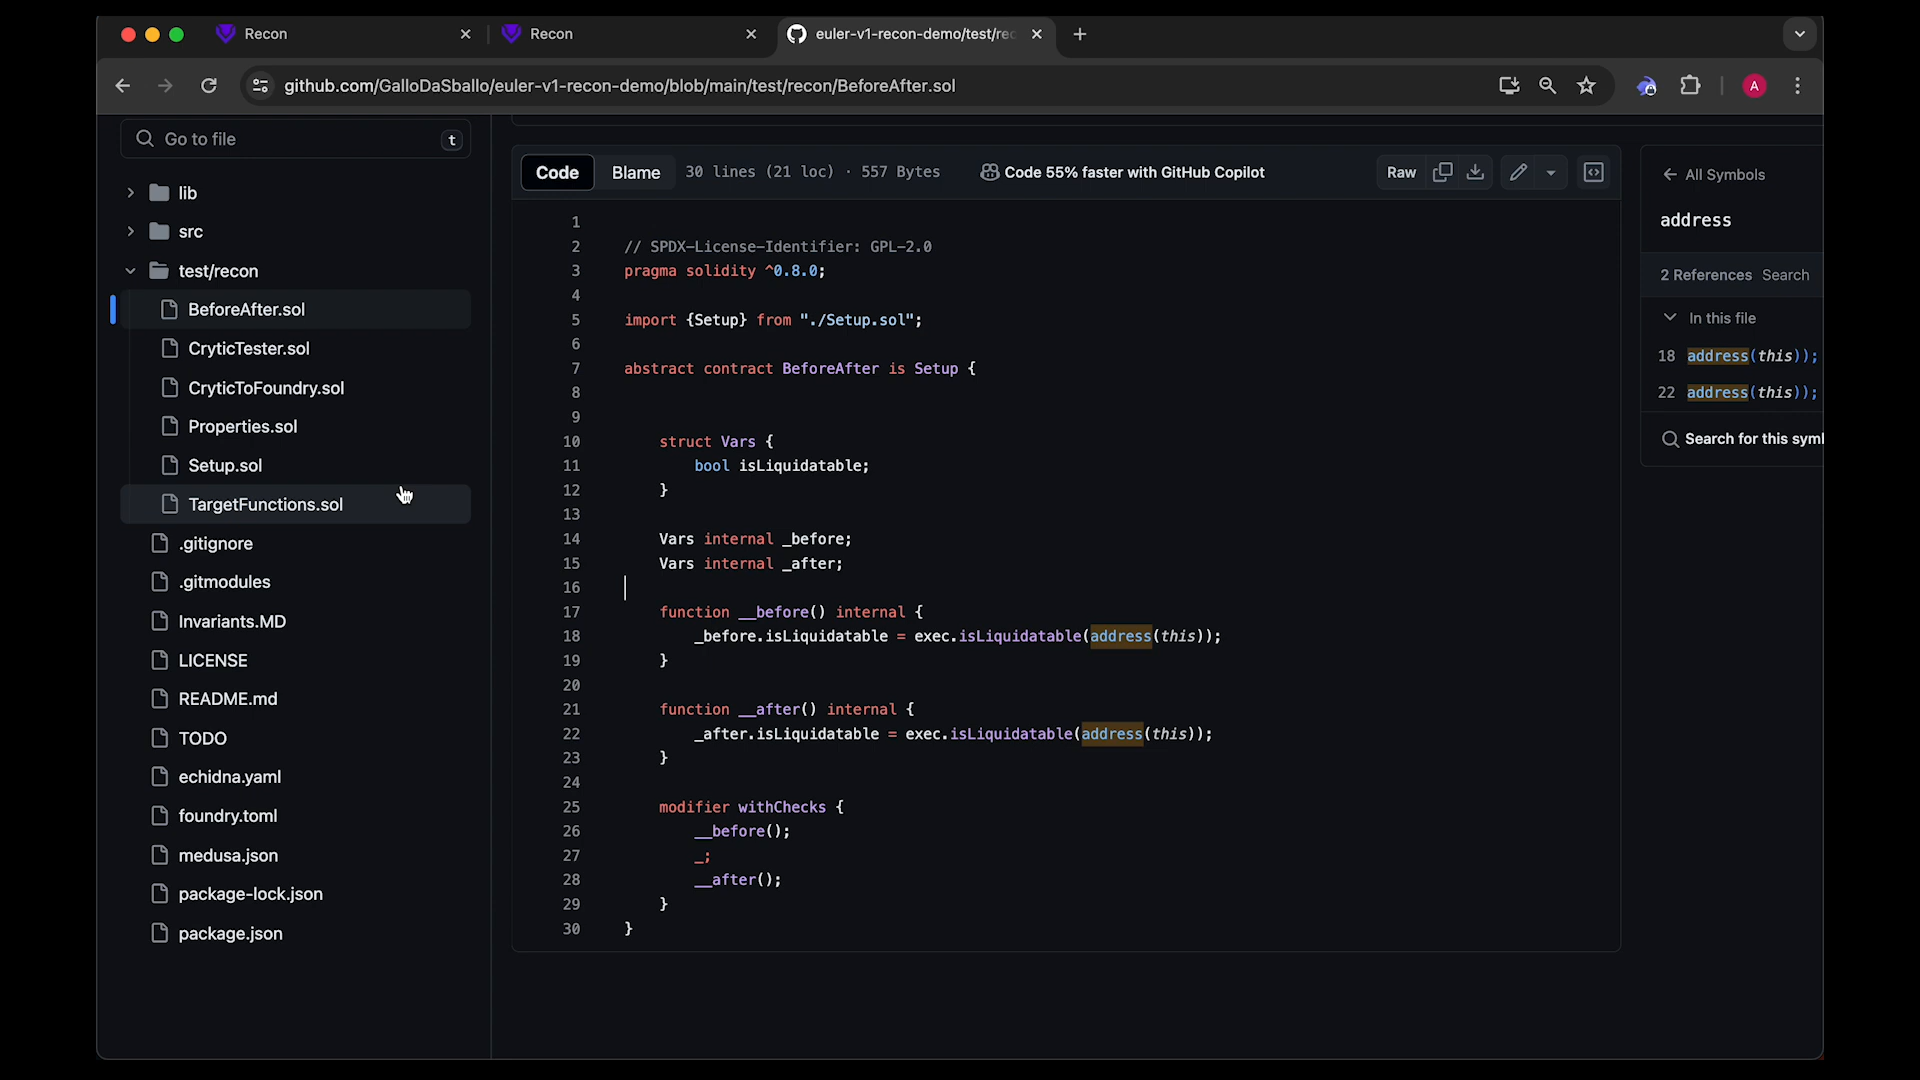 Recon
Recon
euler-v1-recon-demo/test/rec
github.com/GalloDaSballo/euler-v1-recon-demo/blob/main/test/recon/BeforeAfter.sol
A
Go to file
t
lib
src
test/recon
BeforeAfter.sol
CryticTester.sol
CryticToFoundry.sol
Properties.sol
Setup.sol
TargetFunctions.sol
.gitignore
.gitmodules
Invariants.MD
LICENSE
README.md
TODO
echidna.yaml
foundry.toml
medusa.json
package-lock.json
package.json
Code Blame 30 lines (21 loc) · 557 Bytes Code 55% faster with GitHub Copilot Raw
1
2 // SPDX-License-Identifier: GPL-2.0
3 pragma solidity ^0.8.0;
4
5 import {Setup} from "./Setup.sol";
6
7 abstract contract BeforeAfter is Setup {
8
9
10 struct Vars {
11 bool isLiquidatable;
12 }
13
14 Vars internal _before;
15 Vars internal _after;
16
17 function __before() internal {
18 _before.isLiquidatable = exec.isLiquidatable(address(this));
19 }
20
21 function __after() internal {
22 _after.isLiquidatable = exec.isLiquidatable(address(this));
23 }
24
25 modifier withChecks {
26 __before();
27 _;
28 __after();
29 }
30 }
All Symbols
address
2 References Search
In this file
18 address(this));
22 address(this));
Search for this symb